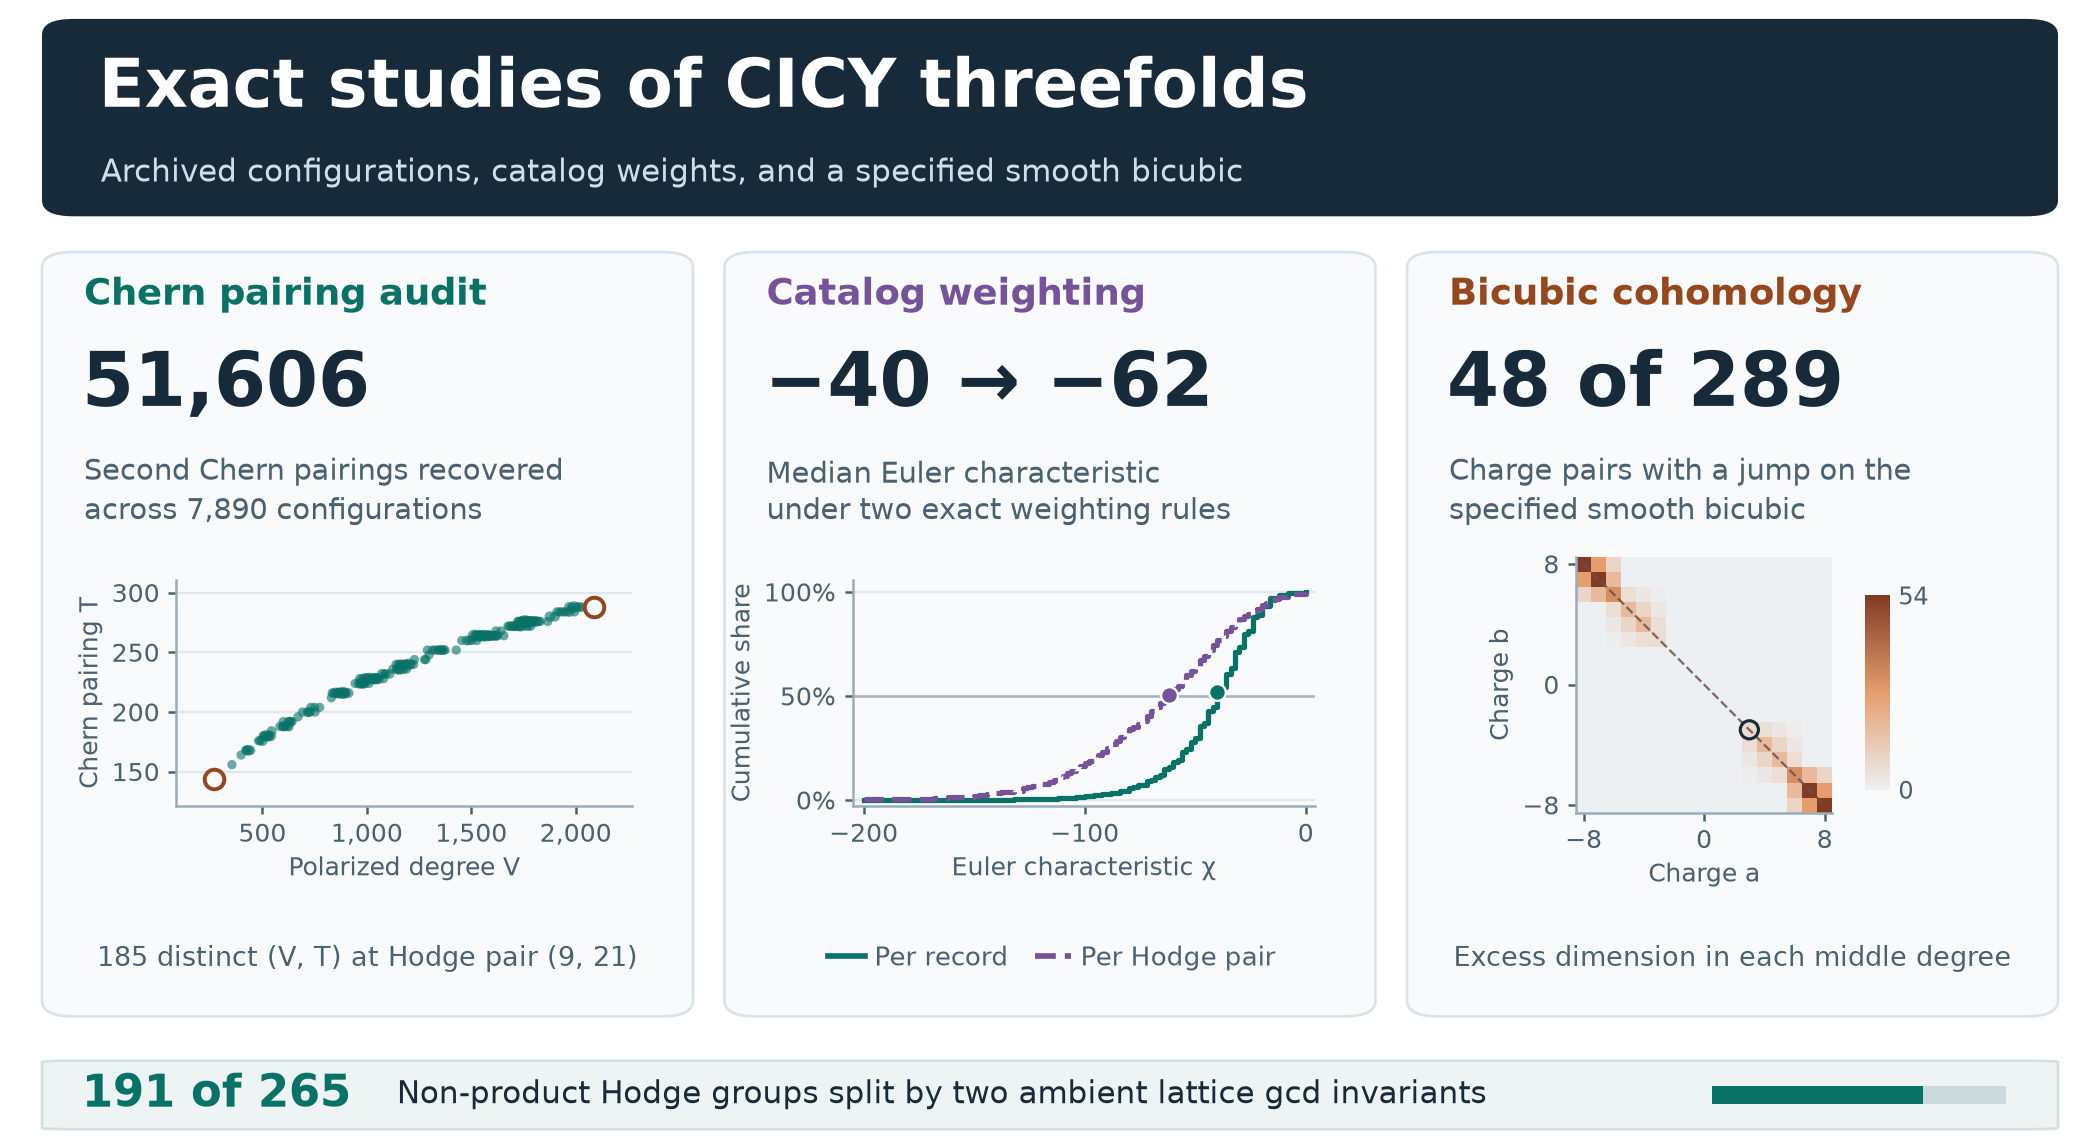 Exact studies of CICY threefolds
Archived configurations, catalog weights, and a specified smooth bicubic
Chern pairing audit
51,606
Second Chern pairings recovered
across 7,890 configurations
Chern pairing T
300
250
200
150
500
1,000
1,500
2,000
Polarized degree V
185 distinct (V, T) at Hodge pair (9, 21)
Catalog weighting
−40 → −62
Median Euler characteristic
under two exact weighting rules
Cumulative share
100%
50%
0%
−200
−100
0
Euler characteristic χ
Per record
Per Hodge pair
Bicubic cohomology
48 of 289
Charge pairs with a jump on the
specified smooth bicubic
Charge b
8
0
−8
−8
0
8
Charge a
54
0
Excess dimension in each middle degree
191 of 265
Non-product Hodge groups split by two ambient lattice gcd invariants